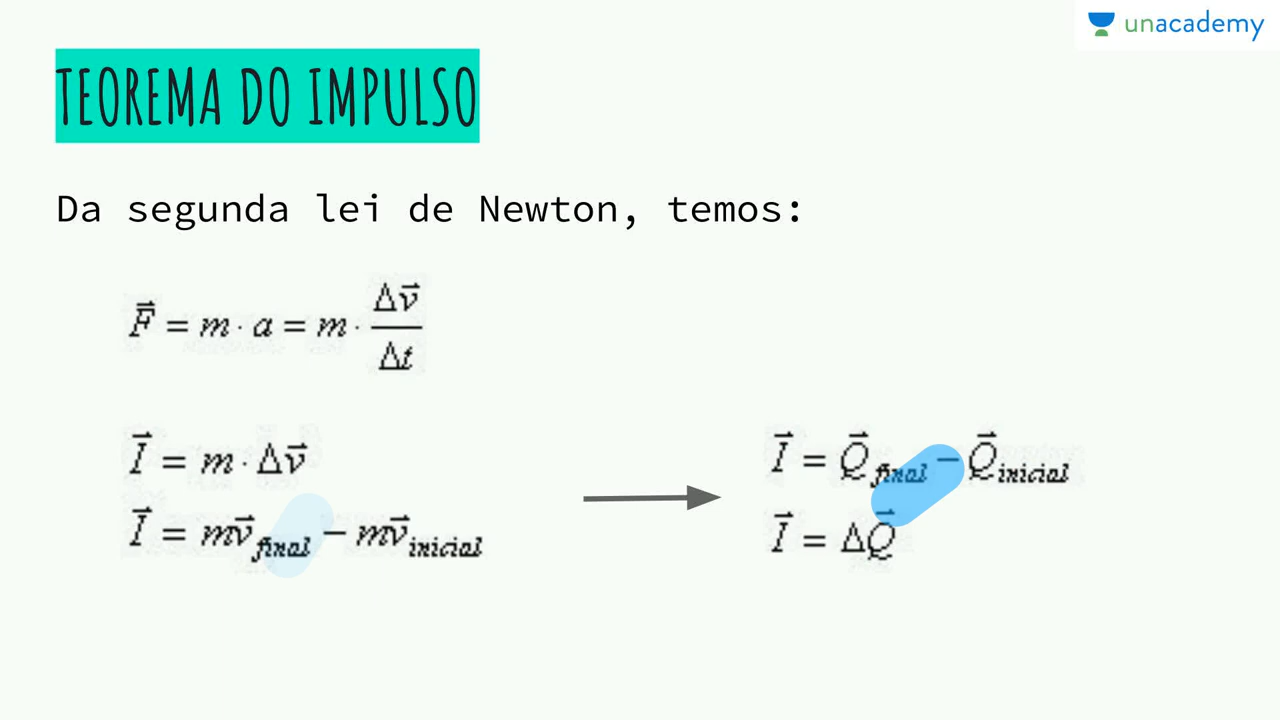 unacademy
TEOREMA DO IMPULSO
Da segunda lei de Newton, temos:
F⃗ = m · a = m · Δv⃗ / Δt
I⃗ = m · Δv⃗
I⃗ = mv⃗ final − mv⃗ inicial
I⃗ = Q⃗ final − Q⃗ inicial
I⃗ = ΔQ⃗